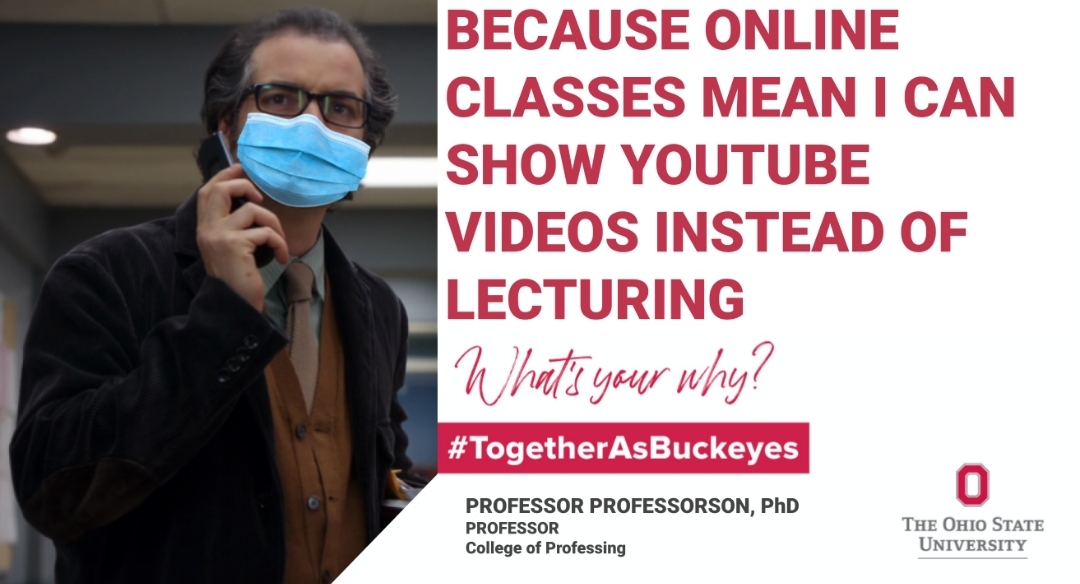 BECAUSE ONLINE
CLASSES MEAN I CAN
SHOW YOUTUBE
VIDEOS INSTEAD OF
LECTURING
What's your why?
#TogetherAsBuckeyes
PROFESSOR PROFESSORSON, PhD
PROFESSOR
College of Professing
O
THE OHIO STATE
UNIVERSITY